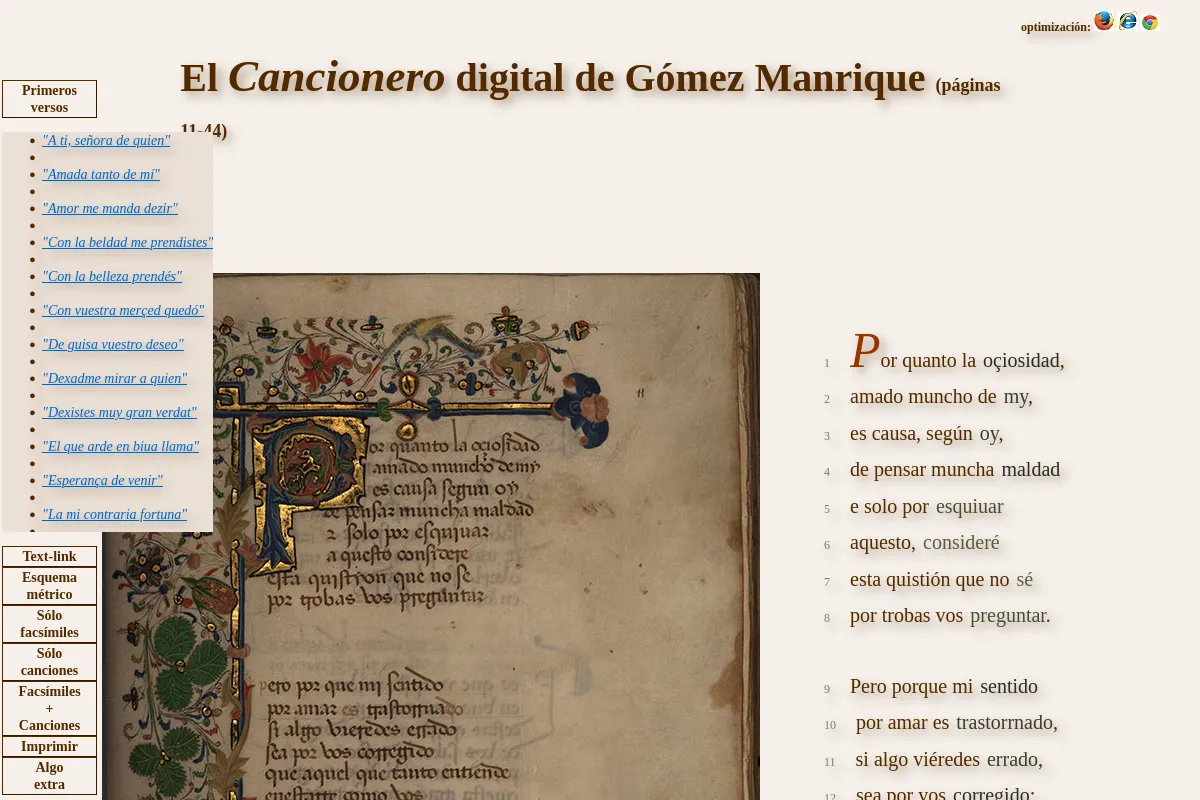 optimización:
El Cancionero digital de Gómez Manrique (páginas
11-44)
Primeros
versos
"A ti, señora de quien"
"Amada tanto de mí"
"Amor me manda dezir"
"Con la beldad me prendistes"
"Con la belleza prendés"
"Con vuestra merçed quedó"
"De guisa vuestro deseo"
"Dexadme mirar a quien"
"Dexistes muy gran verdat"
"El que arde en biua llama"
"Esperança de venir"
"La mi contraria fortuna"
Text-link
Esquema
métrico
Sólo
facsímiles
Sólo
canciones
Facsímiles
+
Canciones
Imprimir
Algo
extra
11
Por quanto la oçiosidad
amado muncho de my
es causa segun oy
de pensar muncha maldad
e solo por esquiuar
aquesto considere
esta quistyon que no se
por trobas vos preguntar
Pero por que mi sentido
por amar es trastornado
si algo vieredes errado
sea por vos corregido
que aquel que tanto entiende
1 Por quanto la oçiosidad,
2 amado muncho de my,
3 es causa, según oy,
4 de pensar muncha maldad
5 e solo por esquiuar
6 aquesto, consideré
7 esta quistión que no sé
8 por trobas vos preguntar.
9 Pero porque mi sentido
10 por amar es trastorrnado,
11 si algo viéredes errado,
12 sea por vos corregido;